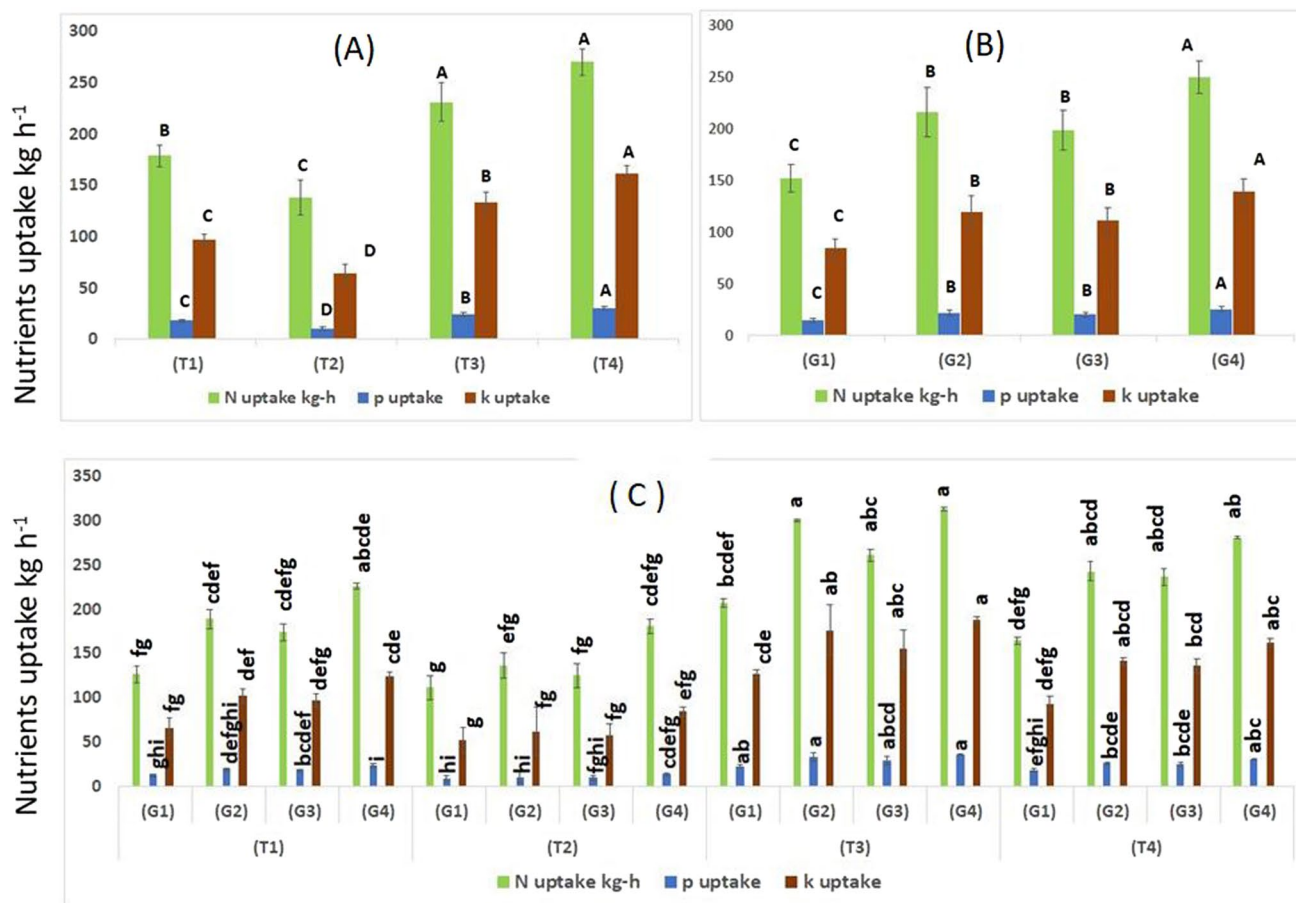 Nutrients uptake kg h-1
(A)
300
250
200
150
100
50
0
B
C
C
C
D
D
A
B
B
A
A
A
(T1) (T2) (T3) (T4)
N uptake kg-h p uptake k uptake
(B)
300
250
200
150
100
50
0
C
C
C
B
B
B
B
B
B
A
A
A
(G1) (G2) (G3) (G4)
N uptake kg-h p uptake k uptake
Nutrients uptake kg h-1
( C )
350
300
250
200
150
100
50
0
fg
ghi
fg
cdef
defghi
def
cdefg
bcdef
defg
abcde
i
cde
g
hi
g
efg
hi
fg
fg
fghi
fg
cdefg
cdefg
efg
bcdef
ab
cde
a
a
ab
abc
abcd
abc
a
a
a
defg
efghi
defg
abcd
bcde
abcd
abcd
bcde
bcd
ab
abc
abc
(G1) (G2) (G3) (G4) (G1) (G2) (G3) (G4) (G1) (G2) (G3) (G4) (G1) (G2) (G3) (G4)
(T1) (T2) (T3) (T4)
N uptake kg-h p uptake k uptake